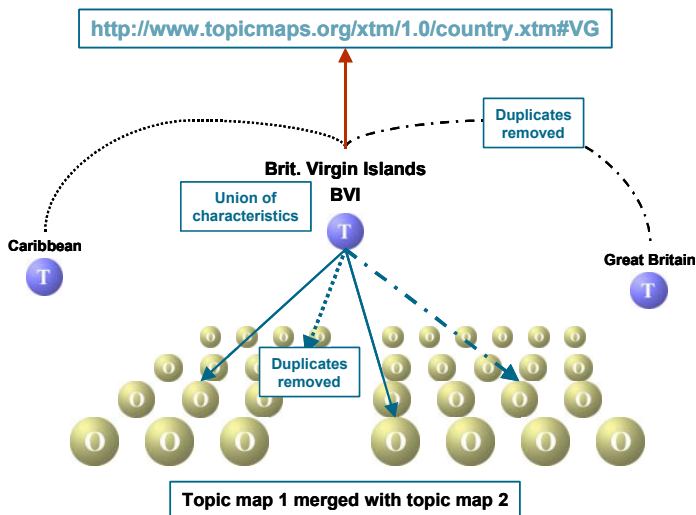 http://www.topicmaps.org/xtm/1.0/country.xtm#VG
Duplicates
removed
Brit. Virgin Islands
BVI
Union of
characteristics
T
Caribbean
T
Great Britain
T
O O O O O O O O O O
O O O O O O O O
Duplicates
removed
O O O O O O O
O O O O O O O
Topic map 1 merged with topic map 2